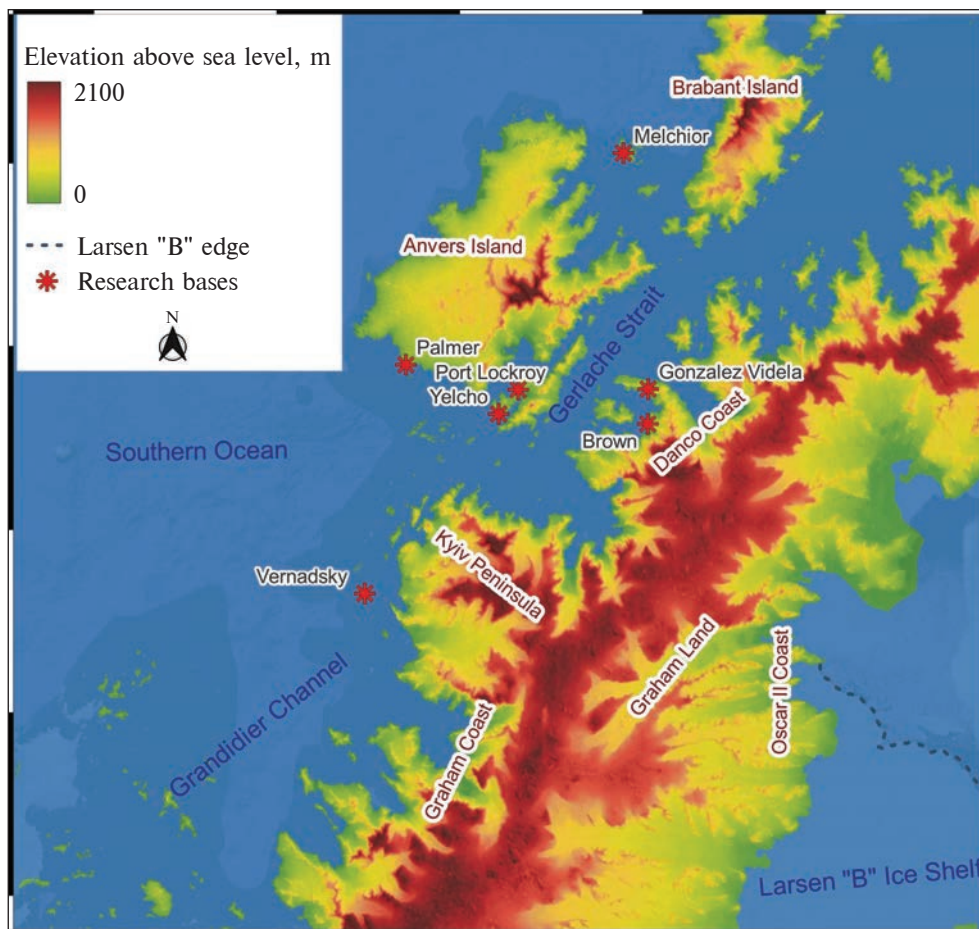 Elevation above sea level, m
2100
0
Larsen "B" edge
Research bases
N
Brabant Island
Melchior
Anvers Island
Gerlache Strait
Palmer
Port Lockroy
Yelcho
Gonzalez Videla
Brown
Danco Coast
Southern Ocean
Kyiv Peninsula
Vernadsky
Graham Land
Oscar II Coast
Grandidier Channel
Graham Coast
Larsen "B" Ice Shelf